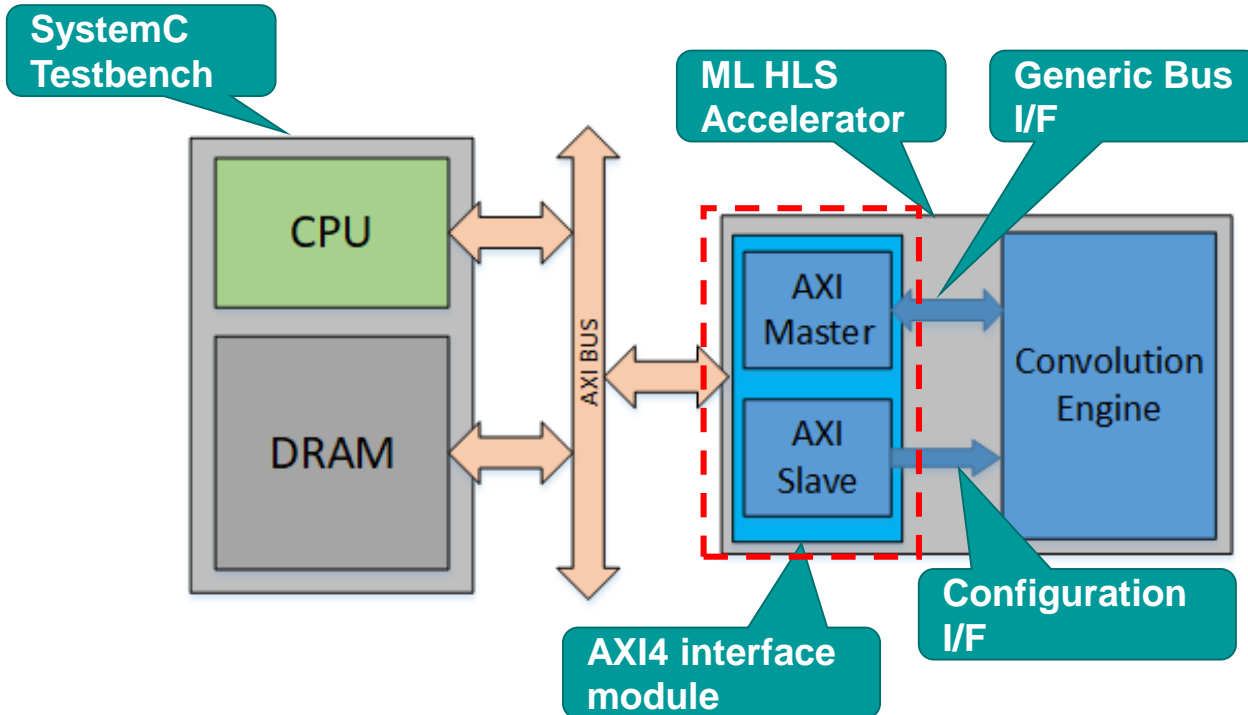 SystemC
Testbench
ML HLS
Accelerator
Generic Bus
I/F
CPU
DRAM
AXI BUS
AXI
Master
AXI
Slave
Convolution
Engine
Configuration
I/F
AXI4 interface
module